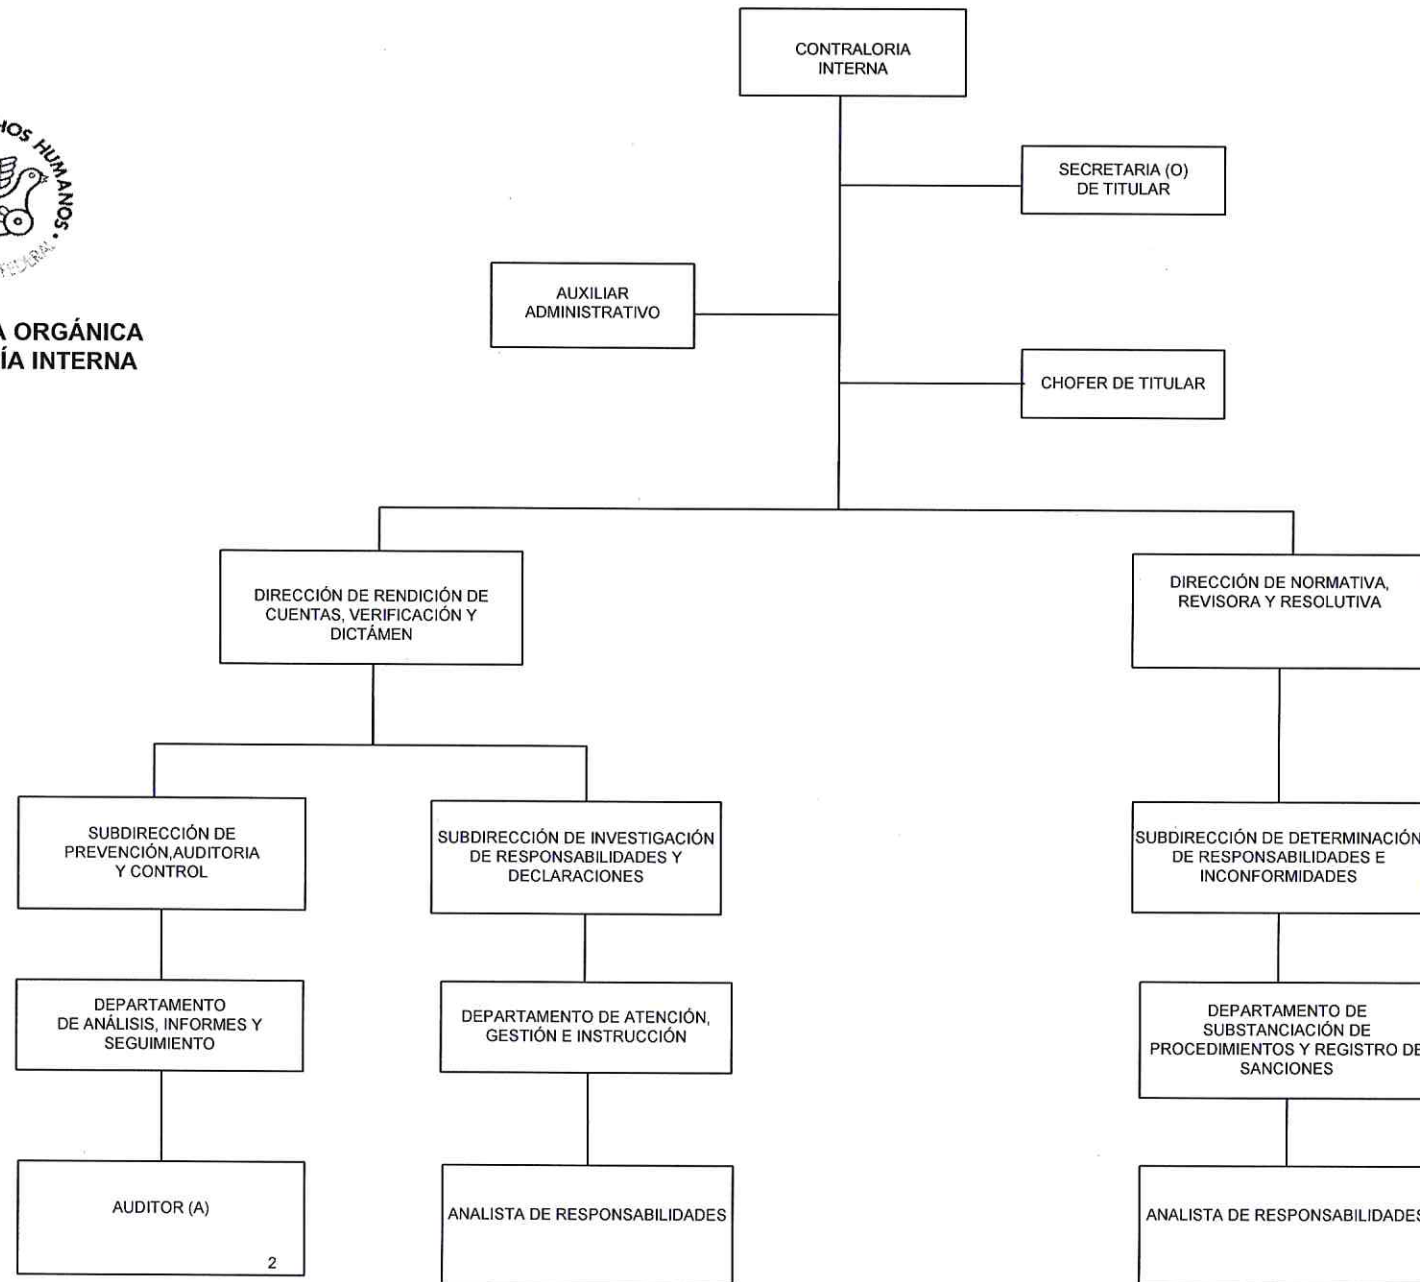 CONTRALORIA
INTERNA
HUMANOS
FEDERAL
ORGÁNICA
INTERNA
SECRETARIA (O)
DE TITULAR
AUXILIAR
ADMINISTRATIVO
CHOFER DE TITULAR
DIRECCIÓN DE RENDICIÓN DE
CUENTAS, VERIFICACIÓN Y
DICTÁMEN
DIRECCIÓN DE NORMATIVA,
REVISORA Y RESOLUTIVA
SUBDIRECCIÓN DE
PREVENCIÓN,AUDITORIA
Y CONTROL
SUBDIRECCIÓN DE INVESTIGACIÓN
DE RESPONSABILIDADES Y
DECLARACIONES
SUBDIRECCIÓN DE DETERMINACIÓN
DE RESPONSABILIDADES E
INCONFORMIDADES
DEPARTAMENTO
DE ANÁLISIS, INFORMES Y
SEGUIMIENTO
DEPARTAMENTO DE ATENCIÓN,
GESTIÓN E INSTRUCCIÓN
DEPARTAMENTO DE
SUBSTANCIACIÓN DE
PROCEDIMIENTOS Y REGISTRO DE
SANCIONES
AUDITOR (A)
2
ANALISTA DE RESPONSABILIDADES
ANALISTA DE RESPONSABILIDADES